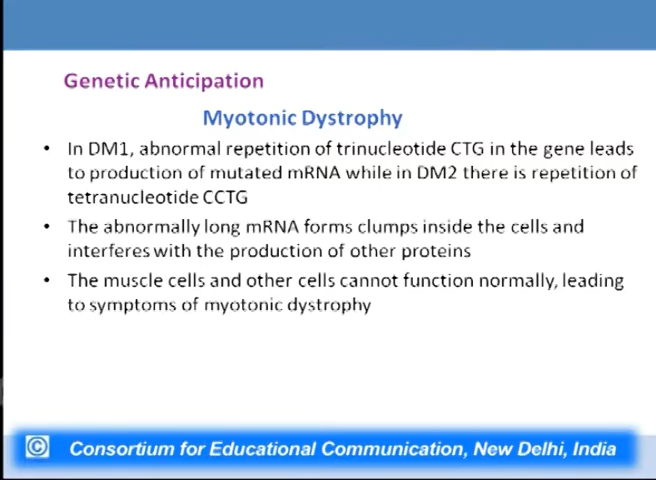 Genetic Anticipation
Myotonic Dystrophy
• In DM1, abnormal repetition of trinucleotide CTG in the gene leads
to production of mutated mRNA while in DM2 there is repetition of
tetranucleotide CCTG
• The abnormally long mRNA forms clumps inside the cells and
interferes with the production of other proteins
• The muscle cells and other cells cannot function normally, leading
to symptoms of myotonic dystrophy
© Consortium for Educational Communication, New Delhi, India